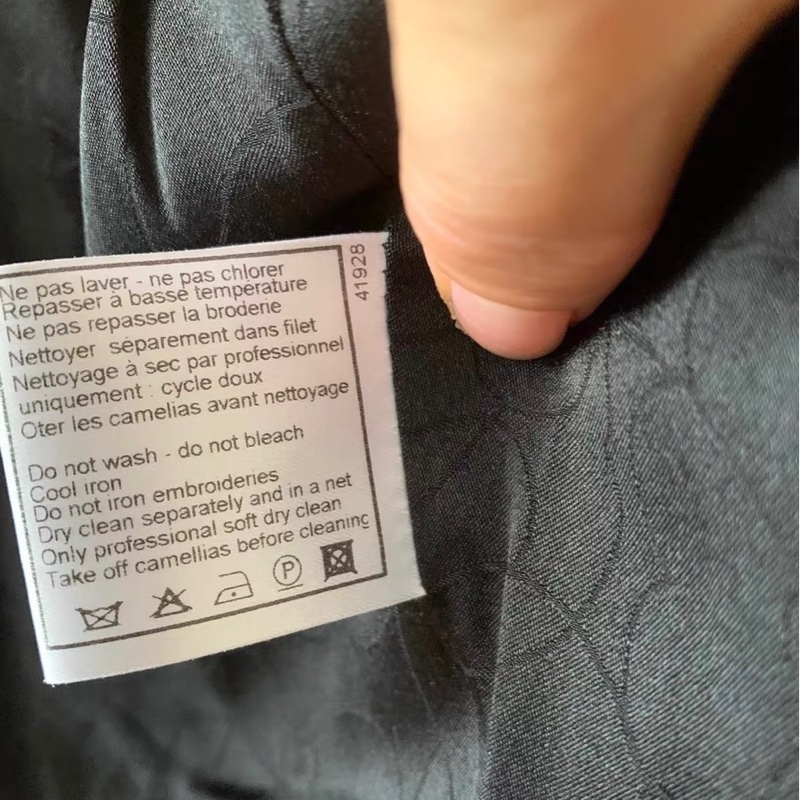 Ne pas laver - ne pas chlorer
Repasser à basse température
Ne pas repasser la broderie
Nettoyer séparement dans filet
Nettoyage à sec par professionnel
uniquement : cycle doux
Oter les camelias avant nettoyage
Do not wash - do not bleach
Cool iron
Do not iron embroideries
Dry clean separately and in a net
Only professional soft dry clean
Take off camellias before cleaning
P
41928